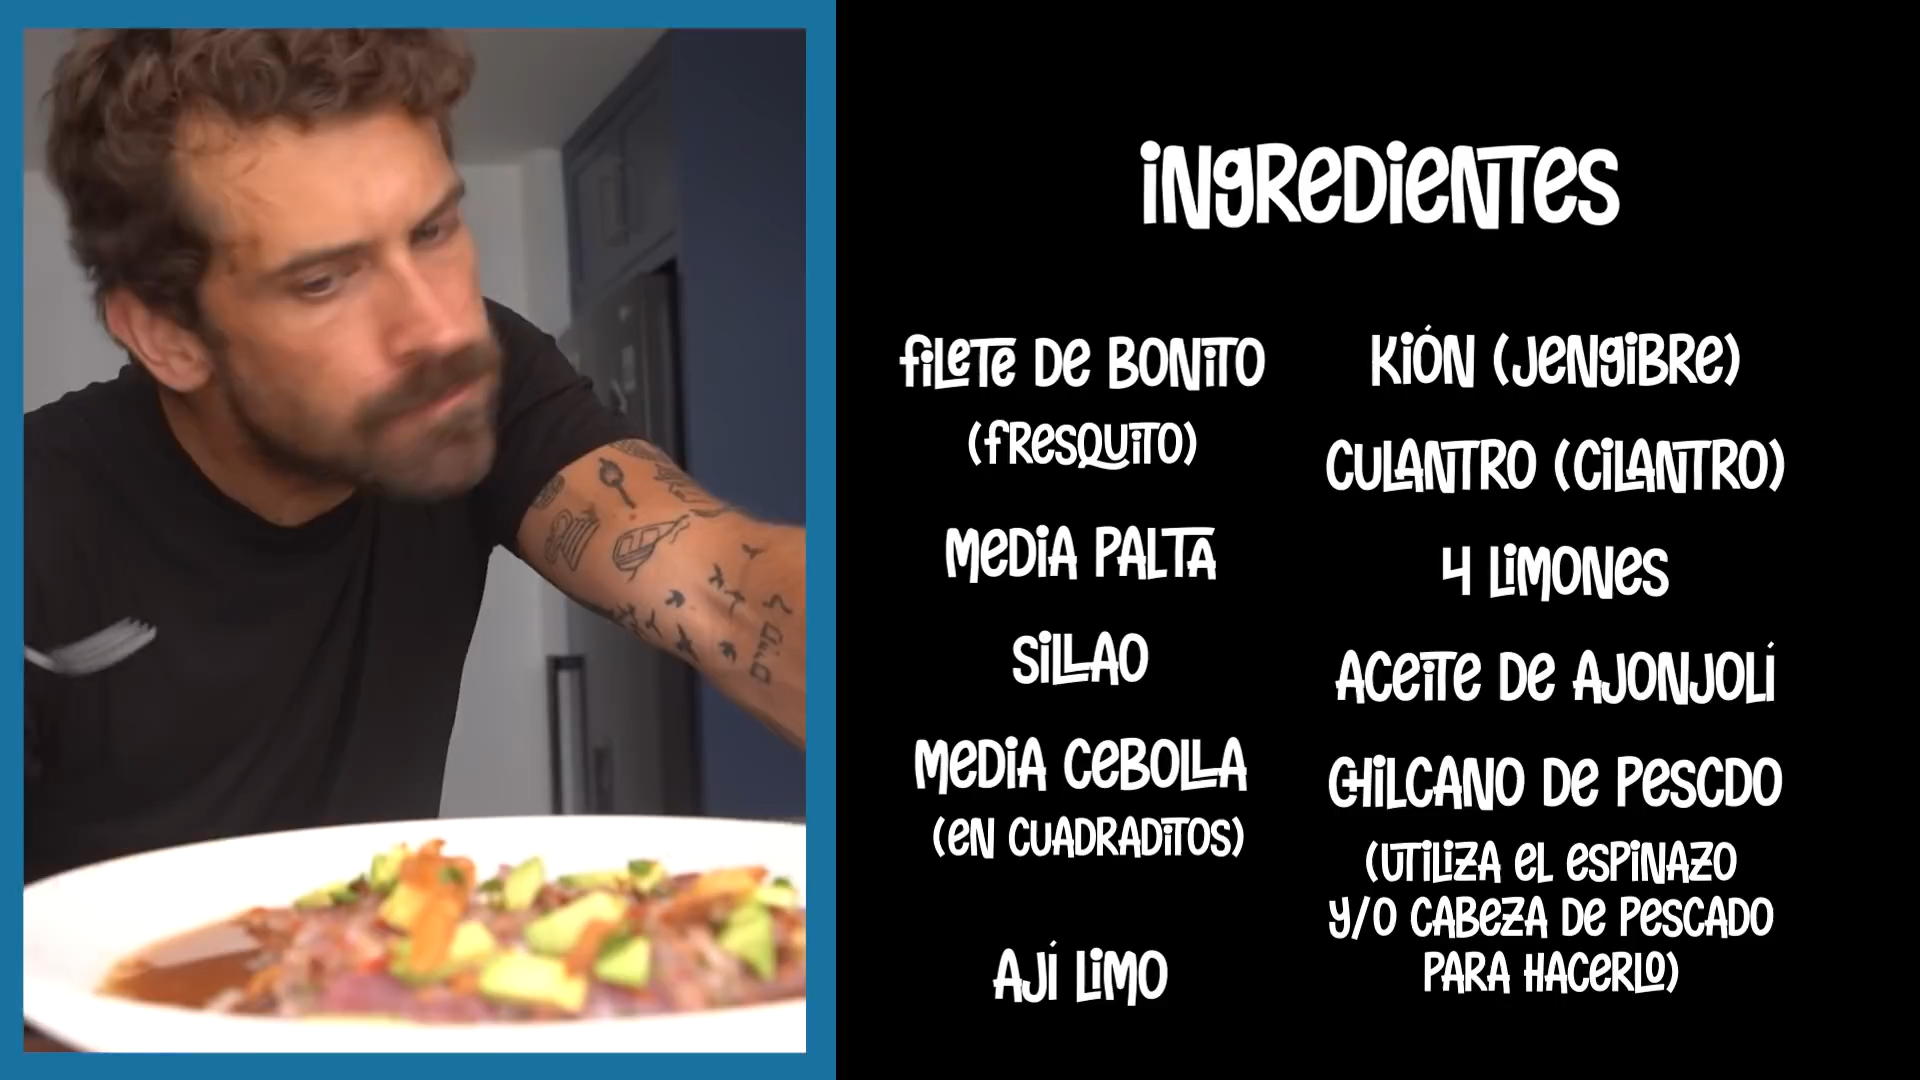 INGREDIENTES
FILETE DE BONITO
(FRESQUITO)
MEDIA PALTA
SILLAO
MEDIA CEBOLLA
(EN CUADRADITOS)
AJÍ LIMO
KIÓN (JENGIBRE)
CULANTRO (CILANTRO)
4 LIMONES
ACEITE DE AJONJOLÍ
CHILCANO DE PESCDO
(UTILIZA EL ESPINAZO
Y/O CABEZA DE PESCADO
PARA HACERLO)